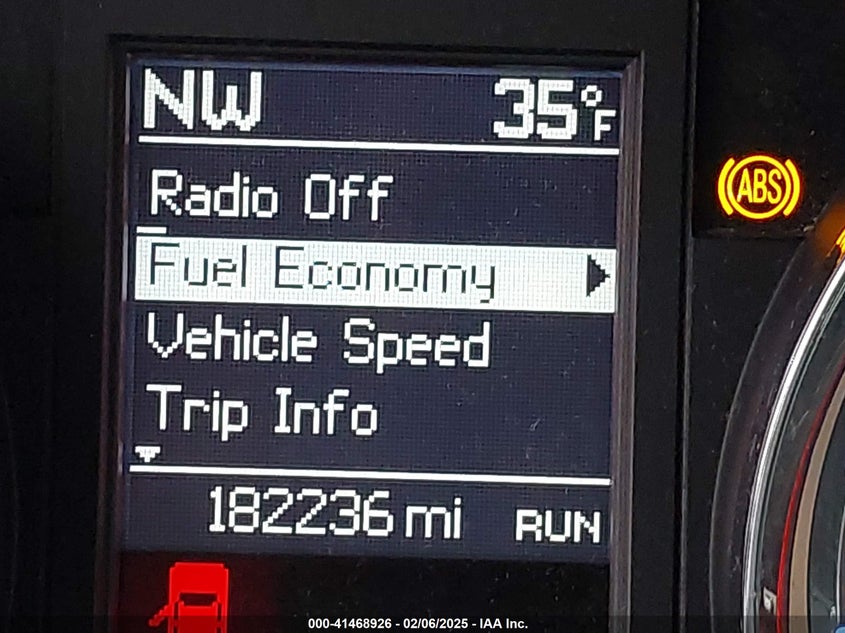 NW 35°F
Radio Off
ABS
Fuel Economy
Vehicle Speed
Trip Info
182236 mi RUN
000-41468926 - 02/06/2025 - IAA Inc.